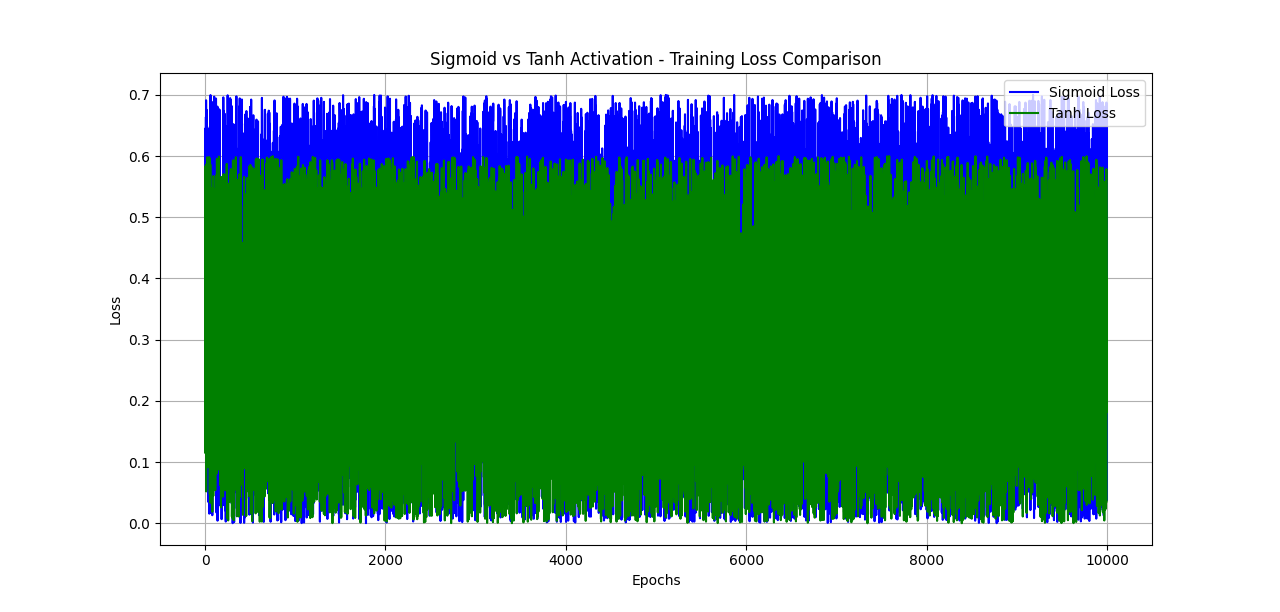 Sigmoid vs Tanh Activation - Training Loss Comparison
Sigmoid Loss
Tanh Loss
Loss
0.7
0.6
0.5
0.4
0.3
0.2
0.1
0.0
0 2000 4000 6000 8000 10000
Epochs